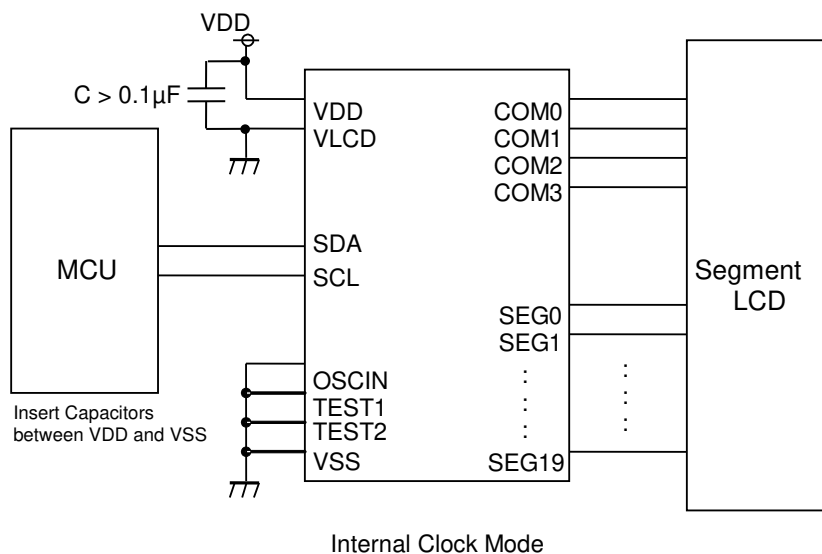 VDD
C > 0.1µF
MCU
Insert Capacitors
between VDD and VSS
VDD
VLCD
SDA
SCL
OSCIN
TEST1
TEST2
VSS
COM0
COM1
COM2
COM3
SEG0
SEG1
SEG19
Segment
LCD
Internal Clock Mode